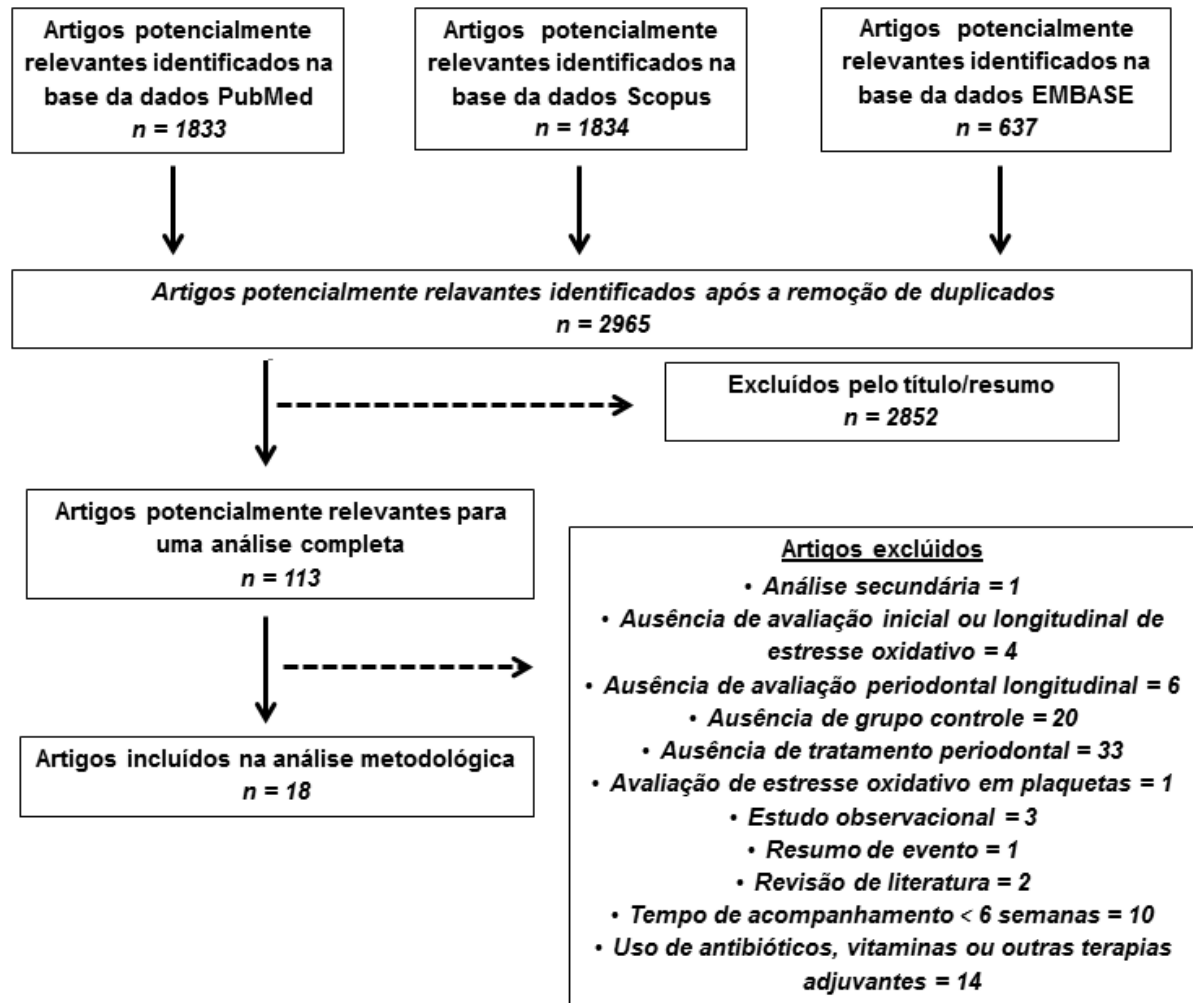 Artigos potencialmente
relevantes identificados na
base da dados PubMed
n = 1833
Artigos potencialmente
relevantes identificados na
base da dados Scopus
n = 1834
Artigos potencialmente
relevantes identificados na
base da dados EMBASE
n = 637
Artigos potencialmente relavantes identificados após a remoção de duplicados
n = 2965
Excluídos pelo título/resumo
n = 2852
Artigos potencialmente relevantes para
uma análise completa
n = 113
Artigos exclúidos
• Análise secundária = 1
• Ausência de avaliação inicial ou longitudinal de
estresse oxidativo = 4
• Ausência de avaliação periodontal longitudinal = 6
• Ausência de grupo controle = 20
• Ausência de tratamento periodontal = 33
• Avaliação de estresse oxidativo em plaquetas = 1
• Estudo observacional = 3
• Resumo de evento = 1
• Revisão de literatura = 2
• Tempo de acompanhamento < 6 semanas = 10
• Uso de antibióticos, vitaminas ou outras terapias
adjuvantes = 14
Artigos incluídos na análise metodológica
n = 18